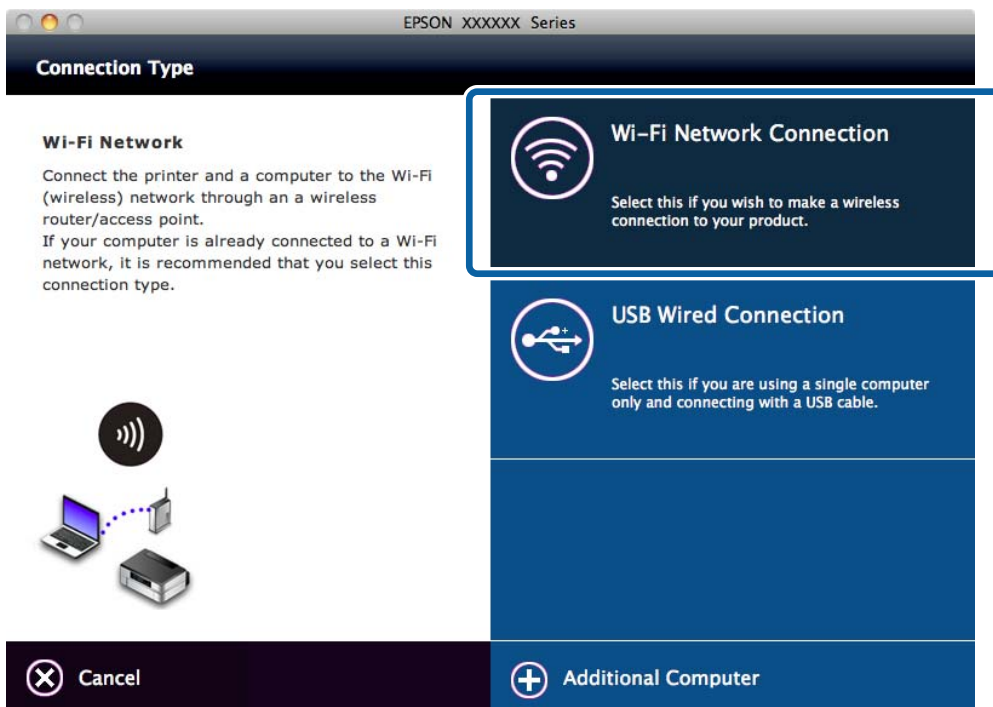 EPSON XXXXXX Series
Connection Type
Wi-Fi Network
Connect the printer and a computer to the Wi-Fi
(wireless) network through an a wireless
router/access point.
If your computer is already connected to a Wi-Fi
network, it is recommended that you select this
connection type.
Wi-Fi Network Connection
Select this if you wish to make a wireless
connection to your product.
USB Wired Connection
Select this if you are using a single computer
only and connecting with a USB cable.
Cancel
Additional Computer